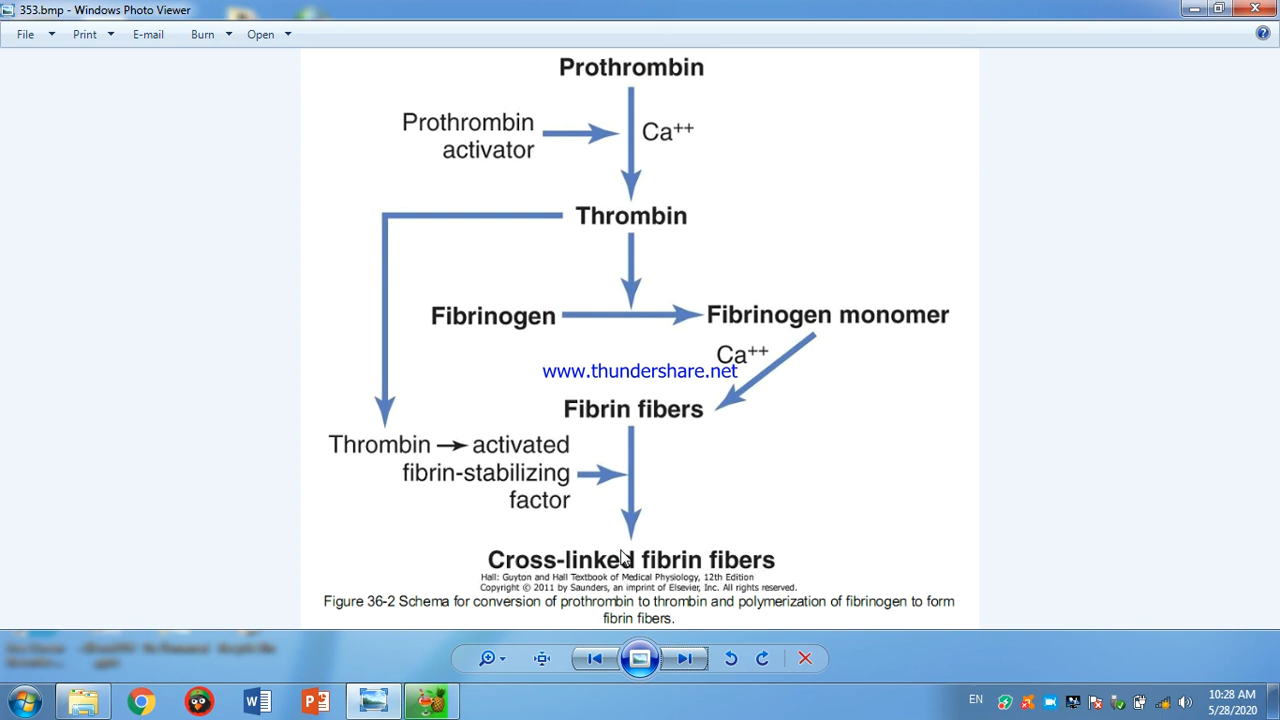 353.bmp - Windows Photo Viewer
File Print E-mail Burn Open
Prothrombin
Prothrombin
activator
Ca++
Thrombin
Fibrinogen
Fibrinogen monomer
Ca++
www.thundershare.net
Fibrin fibers
Thrombin → activated
fibrin-stabilizing
factor
Cross-linked fibrin fibers
Hall: Guyton and Hall Textbook of Medical Physiology, 12th Edition
Copyright © 2011 by Saunders, an imprint of Elsevier, Inc. All rights reserved.
Figure 36-2 Schema for conversion of prothrombin to thrombin and polymerization of fibrinogen to form
fibrin fibers.
EN
10:28 AM
5/28/2020